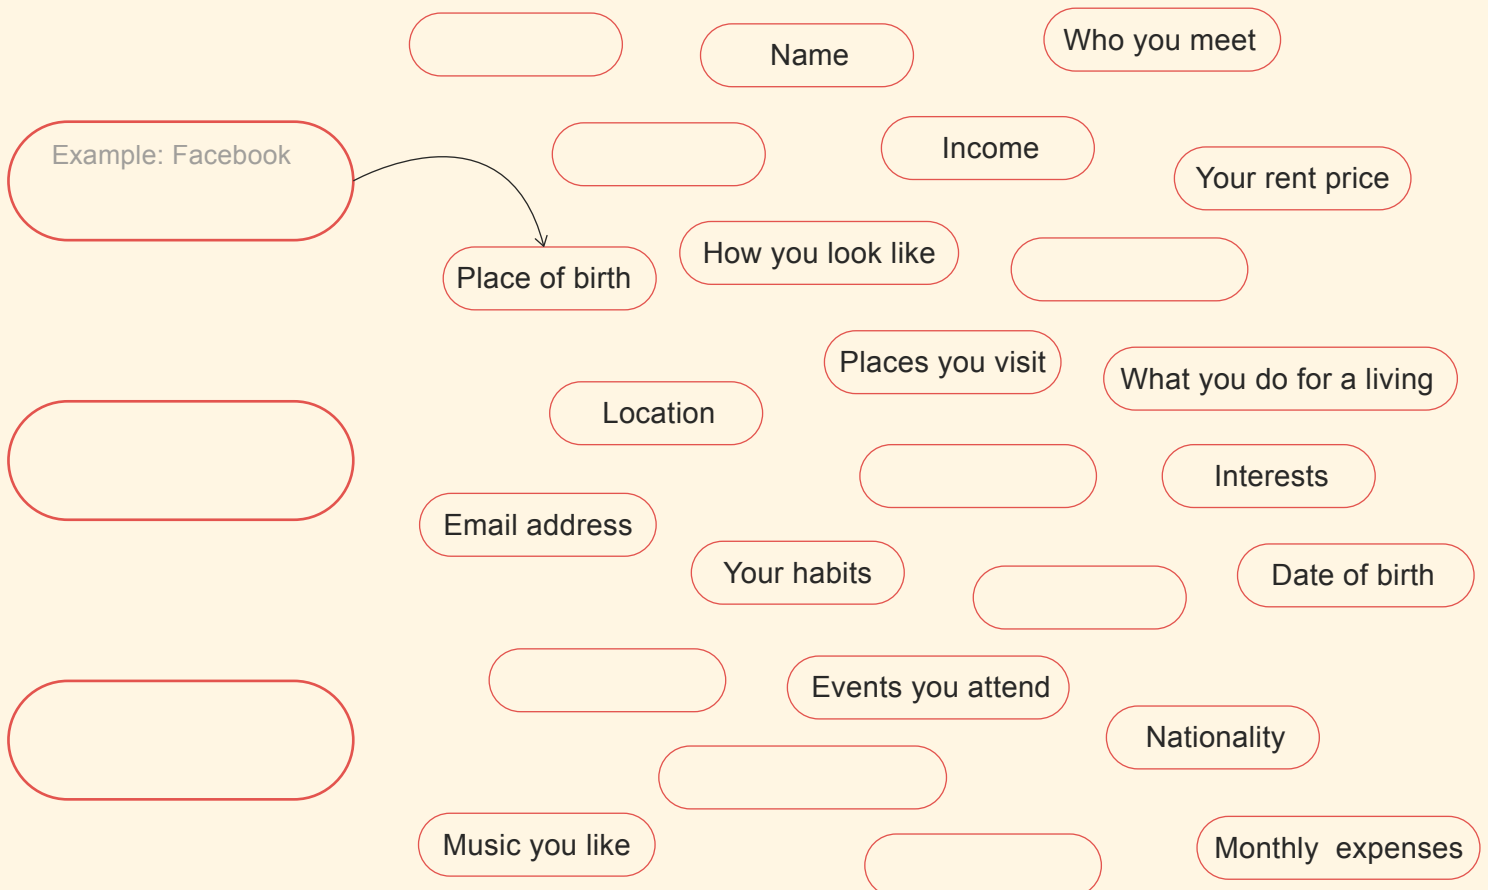 Name
Who you meet
Example: Facebook
Income
Your rent price
How you look like
Place of birth
Places you visit
What you do for a living
Location
Interests
Email address
Your habits
Date of birth
Events you attend
Nationality
Music you like
Monthly expenses